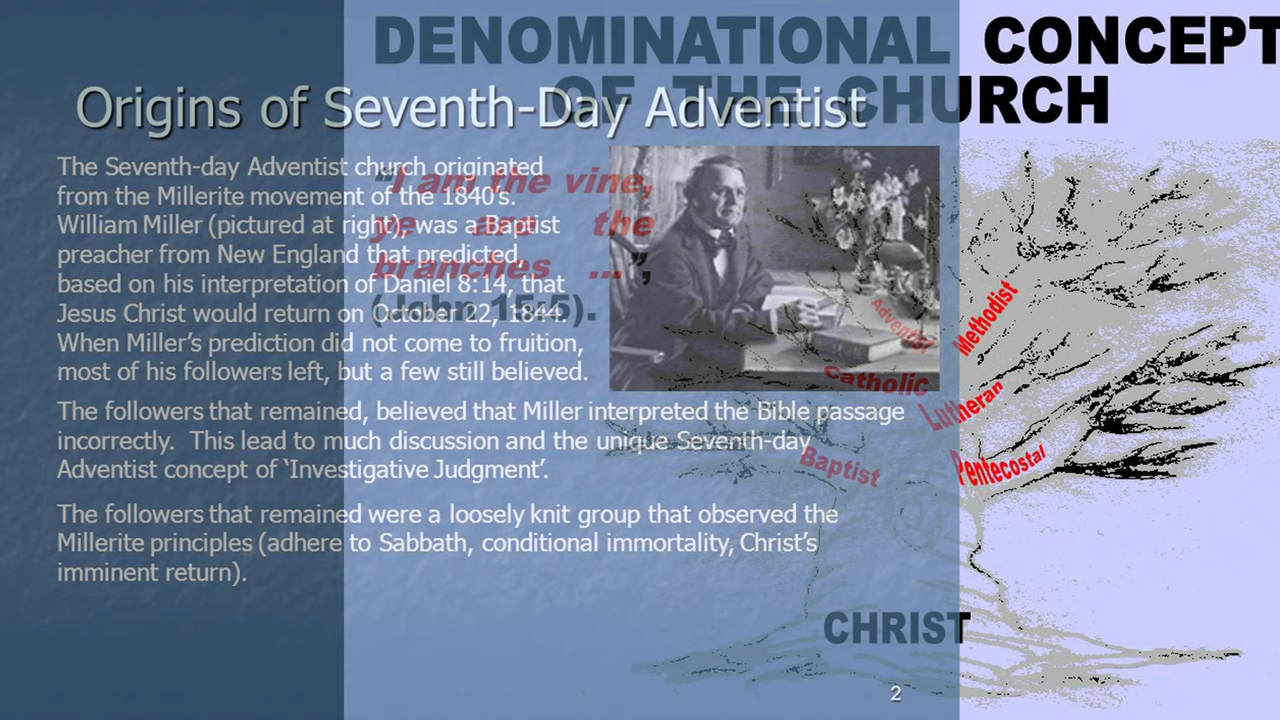 DENOMINATIONAL CONCEPT
OF THE CHURCH
Origins of Seventh-Day Adventist
The Seventh-day Adventist church originated
from the Millerite movement of the 1840's.
William Miller (pictured at right), was a Baptist
preacher from New England that predicted,
based on his interpretation of Daniel 8:14, that
Jesus Christ would return on October 22, 1844.
When Miller's prediction did not come to fruition,
most of his followers left, but a few still believed.
The followers that remained, believed that Miller interpreted the Bible passage
incorrectly. This lead to much discussion and the unique Seventh-day
Adventist concept of 'Investigative Judgment'.
The followers that remained were a loosely knit group that observed the
Millerite principles (adhere to Sabbath, conditional immortality, Christ's
imminent return).
"I am the vine,
ye are the
branches ...",
(John 15:5).
Adventist
Methodist
Catholic
Lutheran
Baptist
Pentecostal
CHRIST
2